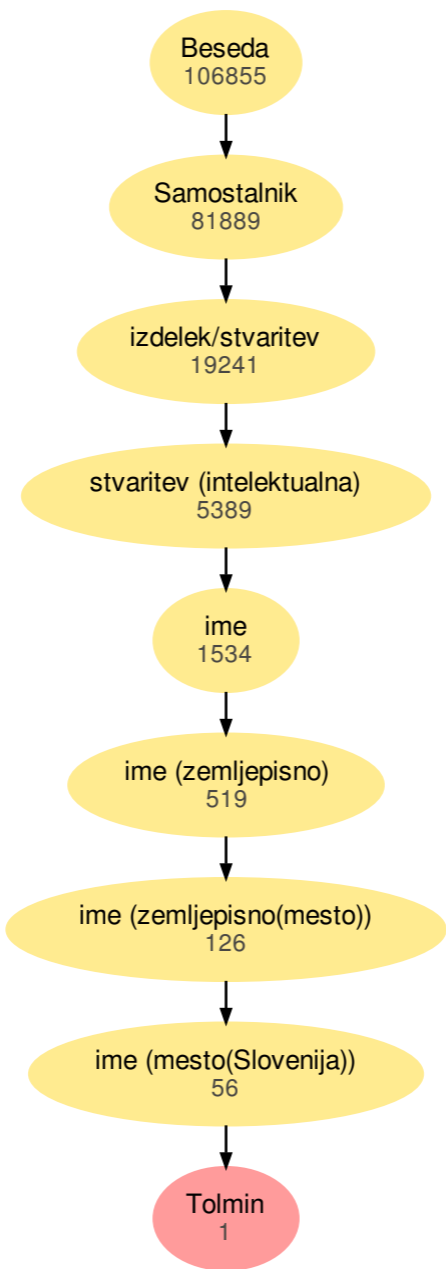 Beseda
106855
Samostalnik
81889
izdelek/stvaritev
19241
stvaritev (intelektualna)
5389
ime
1534
ime (zemljepisno)
519
ime (zemljepisno(mesto))
126
ime (mesto(Slovenija))
56
Tolmin
1